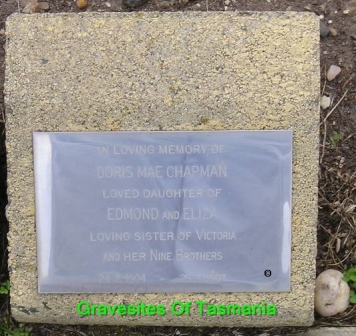 IN LOVING MEMORY OF
DORIS MAE CHAPMAN
LOVED DAUGHTER OF
EDMOND AND ELIZA
LOVING SISTER OF VICTORIA
AND HER NINE BROTHERS
Gravesites Of Tasmania